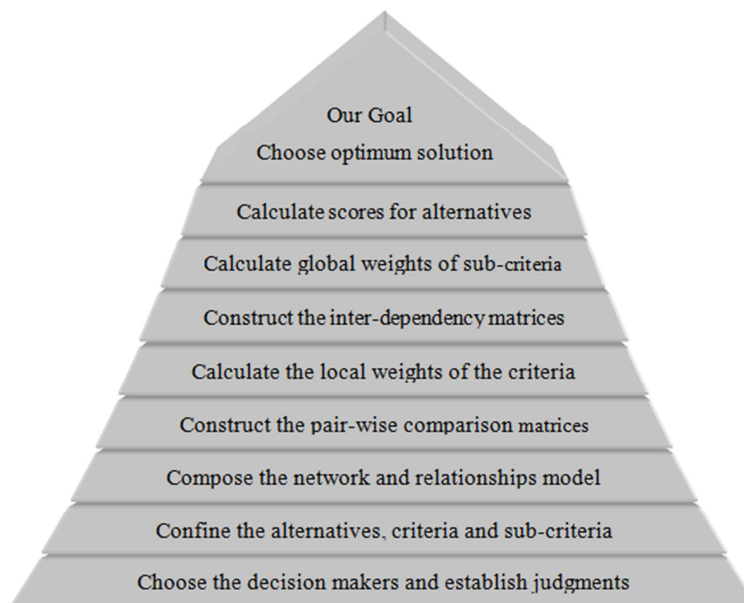 Our Goal
Choose optimum solution
Calculate scores for alternatives
Calculate global weights of sub-criteria
Construct the inter-dependency matrices
Calculate the local weights of the criteria
Construct the pair-wise comparison matrices
Compose the network and relationships model
Confine the alternatives, criteria and sub-criteria
Choose the decision makers and establish judgments